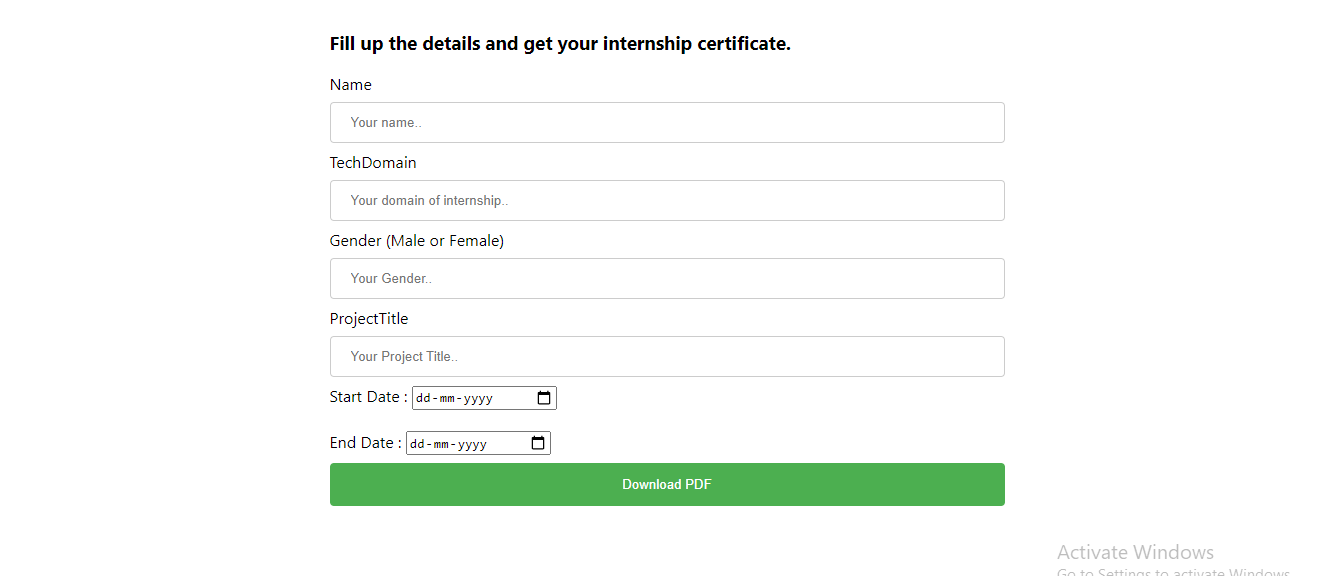 Fill up the details and get your internship certificate.
Name
Your name..
TechDomain
Your domain of internship..
Gender (Male or Female)
Your Gender..
ProjectTitle
Your Project Title..
Start Date : dd-mm-yyyy
End Date : dd-mm-yyyy
Download PDF
Activate Windows
Go to Settings to activate Windows.